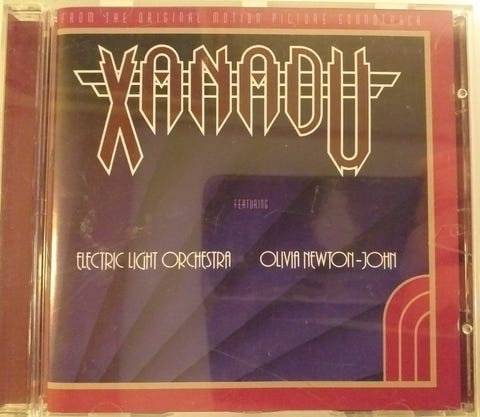 FROM THE ORIGINAL MOTION PICTURE SOUNDTRACK
XANADU
FEATURING
ELECTRIC LIGHT ORCHESTRA OLIVIA NEWTON-JOHN